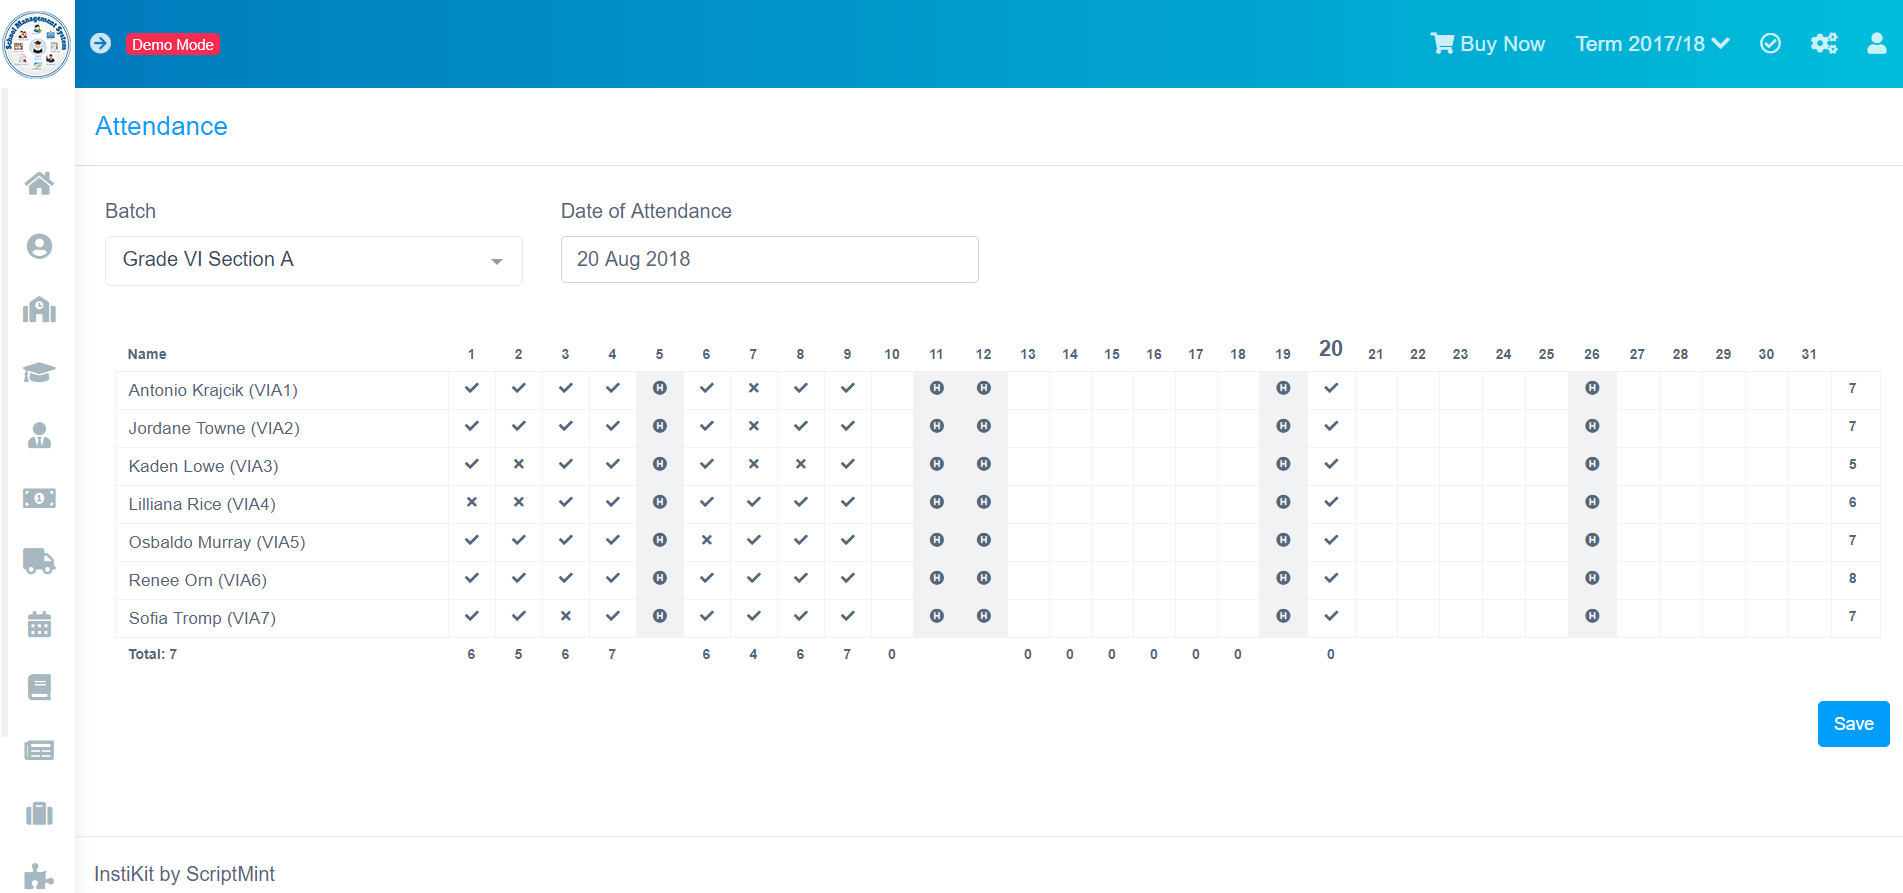 School Management System
Demo Mode
Buy Now
Term 2017/18
Attendance
Batch
Date of Attendance
Grade VI Section A
20 Aug 2018
Name 1 2 3 4 5 6 7 8 9 10 11 12 13 14 15 16 17 18 19 20 21 22 23 24 25 26 27 28 29 30 31
Antonio Krajcik (VIA1) H H H H H 7
Jordane Towne (VIA2) H H H H H 7
Kaden Lowe (VIA3) H H H H H 5
Lilliana Rice (VIA4) H H H H H 6
Osbaldo Murray (VIA5) H H H H H 7
Renee Orn (VIA6) H H H H H 8
Sofia Tromp (VIA7) H H H H H 7
Total: 7 6 5 6 7 6 4 6 7 0 0 0 0 0 0 0 0
Save
InstiKit by ScriptMint